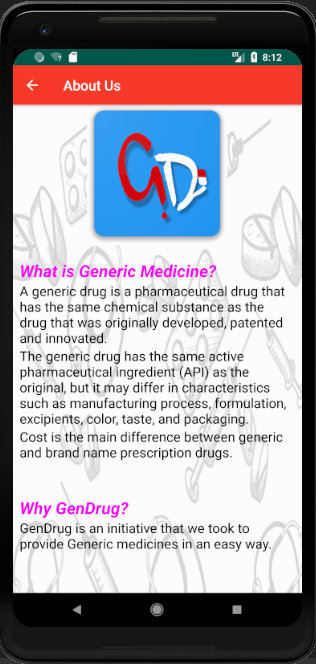 LTE 8:12
About Us
GD
What is Generic Medicine?
A generic drug is a pharmaceutical drug that
has the same chemical substance as the
drug that was originally developed, patented
and innovated.
The generic drug has the same active
pharmaceutical ingredient (API) as the
original, but it may differ in characteristics
such as manufacturing process, formulation,
excipients, color, taste, and packaging.
Cost is the main difference between generic
and brand name prescription drugs.
Why GenDrug?
GenDrug is an initiative that we took to
provide Generic medicines in an easy way.